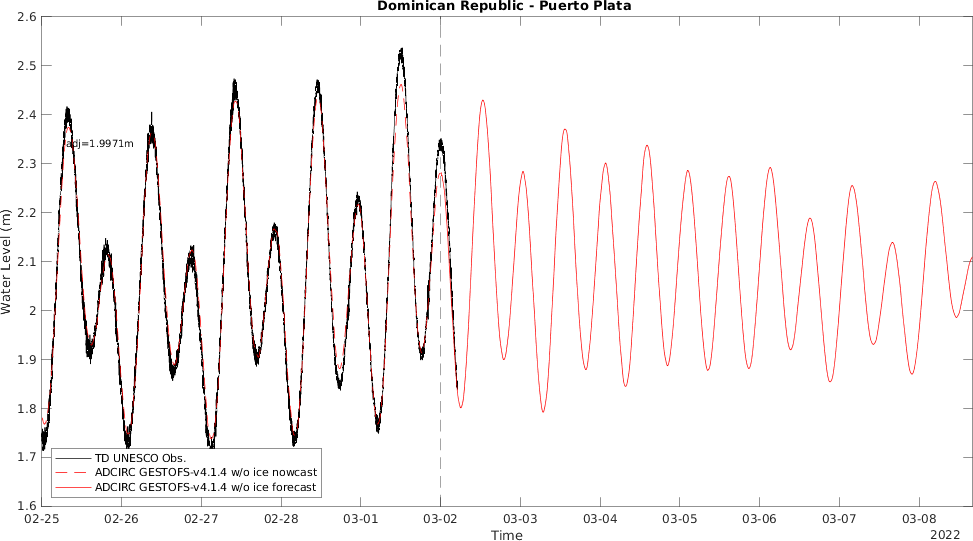 Dominican Republic - Puerto Plata
2.6
2.5
2.4
adj=1.9971m
2.3
2.2
2.1
2
1.9
1.8
1.7
1.6
Water Level (m)
TD UNESCO Obs.
ADCIRC GESTOFS-v4.1.4 w/o ice nowcast
ADCIRC GESTOFS-v4.1.4 w/o ice forecast
02-25 02-26 02-27 02-28 03-01 03-02 03-03 03-04 03-05 03-06 03-07 03-08
Time
2022